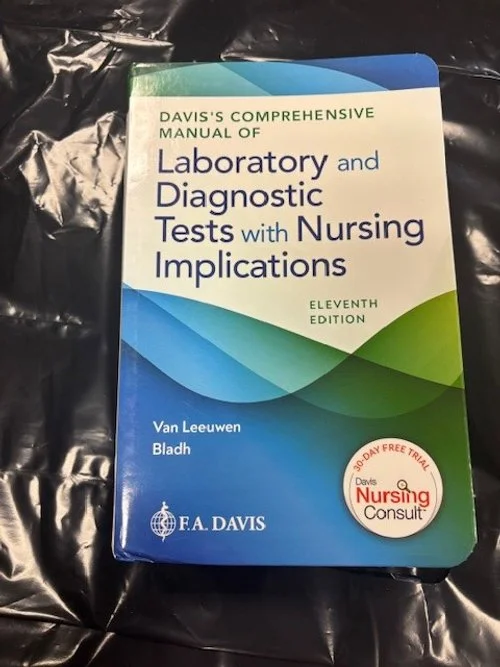 DAVIS'S COMPREHENSIVE
MANUAL OF
Laboratory and
Diagnostic
Tests with Nursing
Implications
ELEVENTH
EDITION
Van Leeuwen
Bladh
30-DAY FREE TRIAL
Davis
Nursing
Consult™
F.A. DAVIS